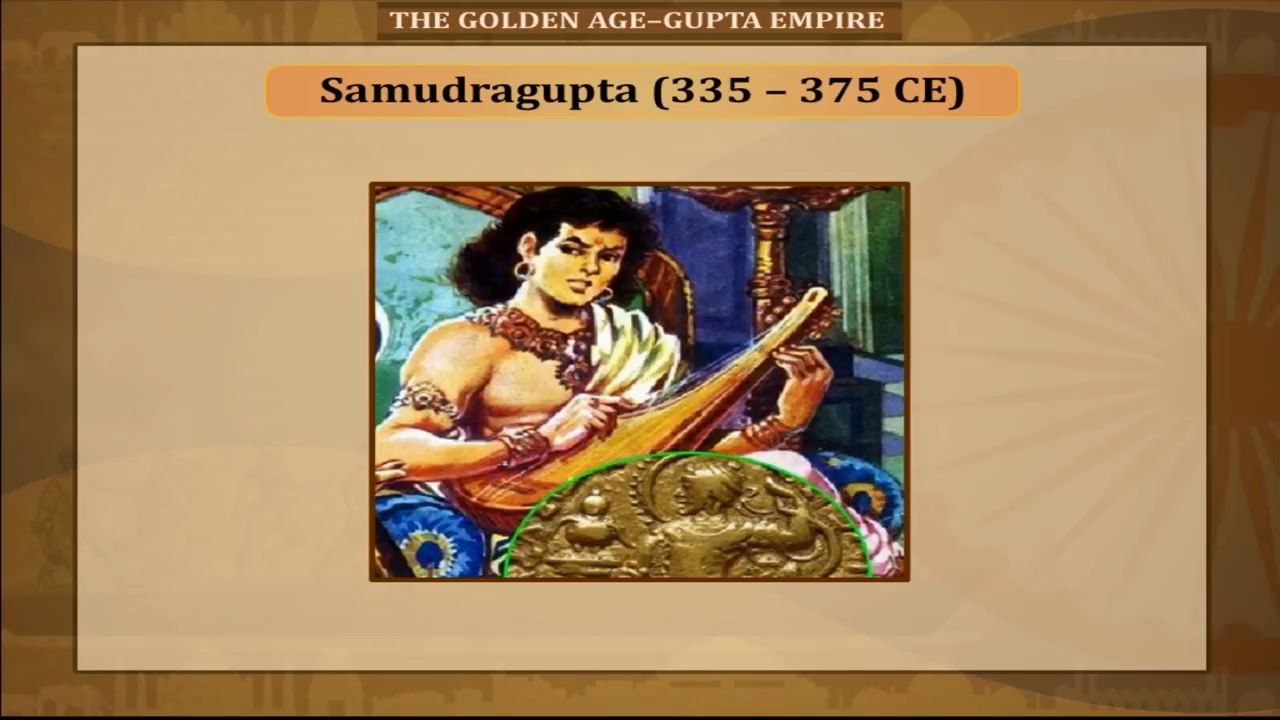 THE GOLDEN AGE–GUPTA EMPIRE
Samudragupta (335 – 375 CE)